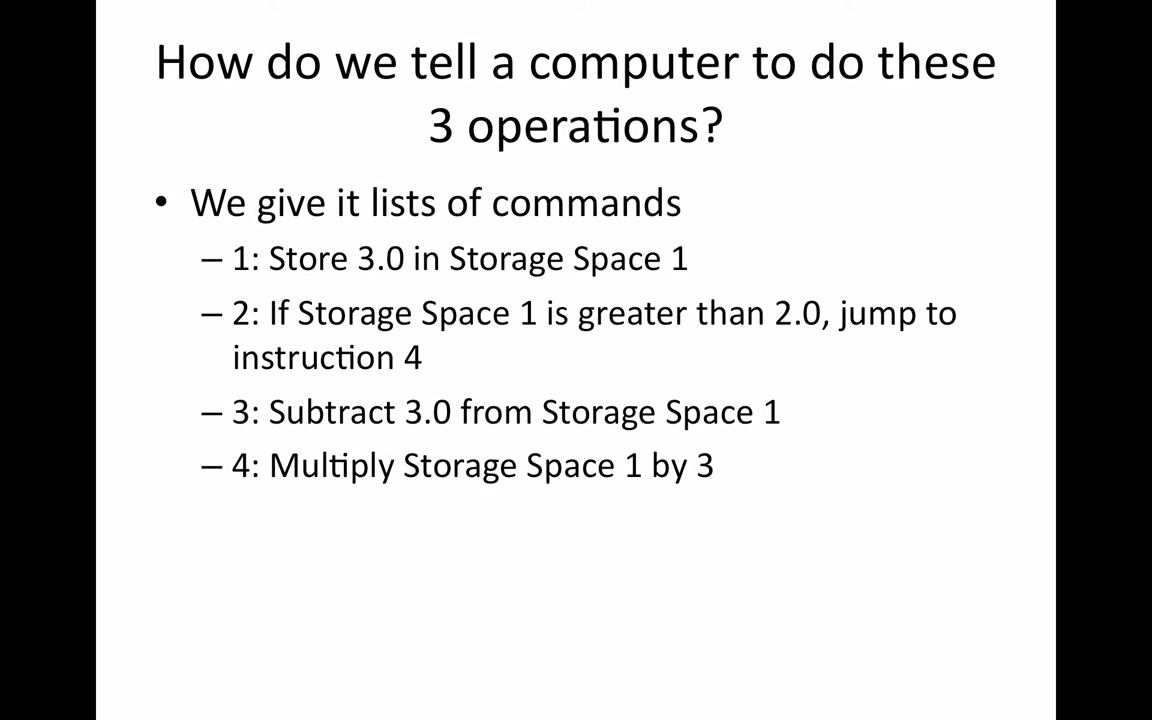 How do we tell a computer to do these
3 operations?
• We give it lists of commands
– 1: Store 3.0 in Storage Space 1
– 2: If Storage Space 1 is greater than 2.0, jump to
instruction 4
– 3: Subtract 3.0 from Storage Space 1
– 4: Multiply Storage Space 1 by 3